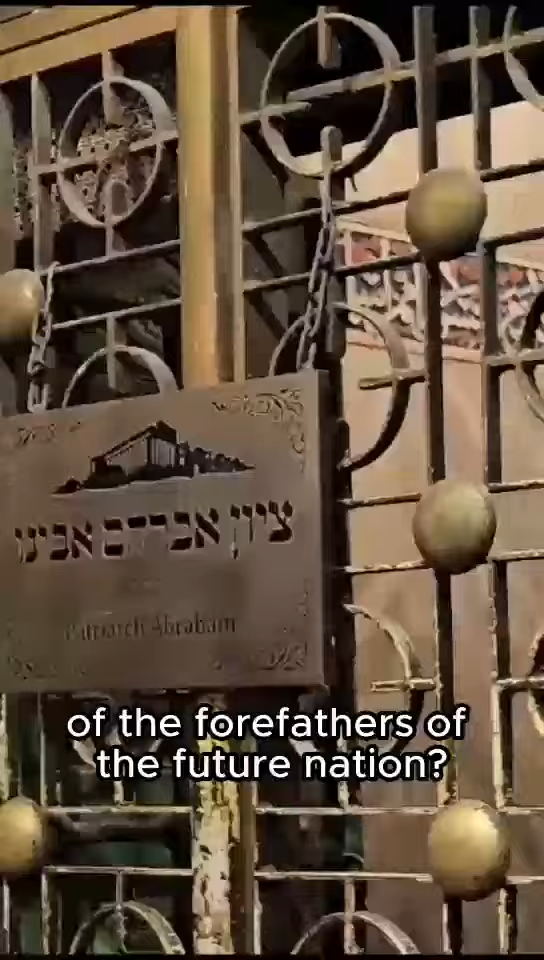 ציון אברהם אבינו
Patriarch Abraham
of the forefathers of
the future nation?